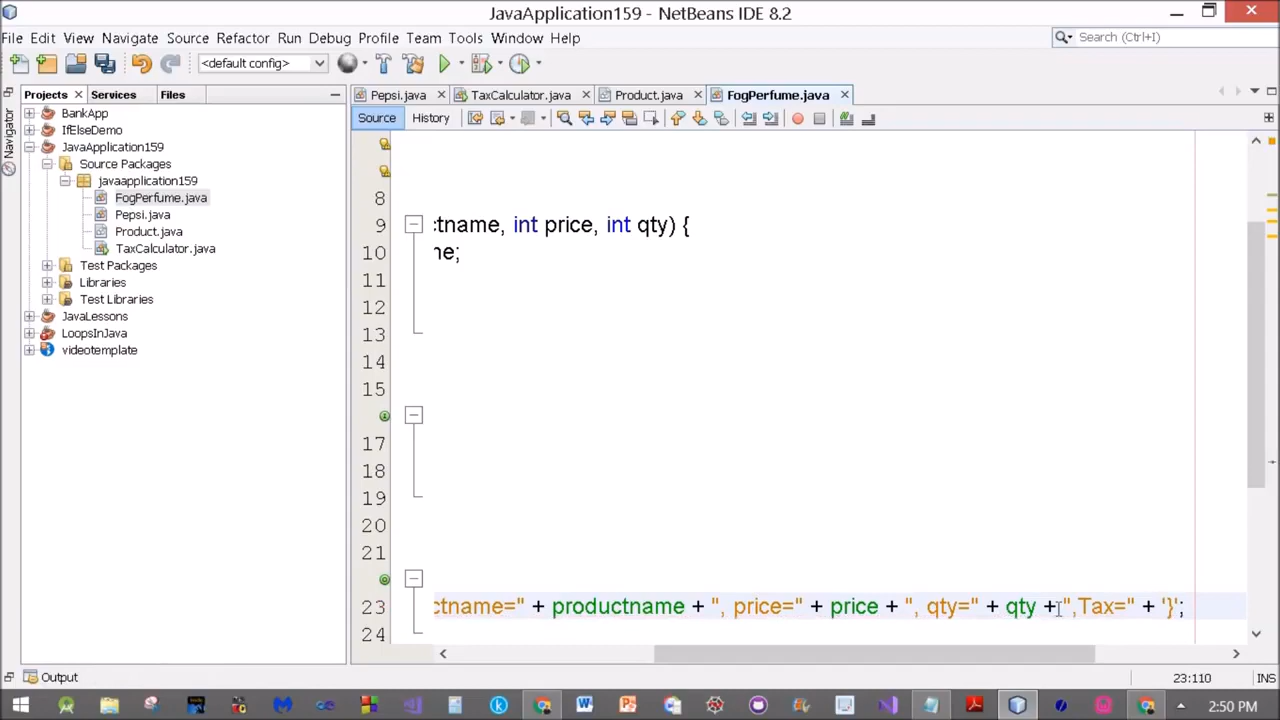 JavaApplication159 - NetBeans IDE 8.2
File Edit View Navigate Source Refactor Run Debug Profile Team Tools Window Help
Search (Ctrl+I)
<default config>
Projects Services Files
Pepsi.java TaxCalculator.java Product.java FogPerfume.java
Navigator
Source History
BankApp
IfElseDemo
JavaApplication159
Source Packages
javaapplication159
FogPerfume.java
Pepsi.java
Product.java
TaxCalculator.java
Test Packages
Libraries
Test Libraries
JavaLessons
LoopsInJava
videotemplate
8
9 ctname, int price, int qty) {
10 ne;
11
12
13
14
15
17
18
19
20
21
23 ctname=" + productname + ", price=" + price + ", qty=" + qty +",Tax=" + '}';
24
Output
23:110
INS
2:50 PM